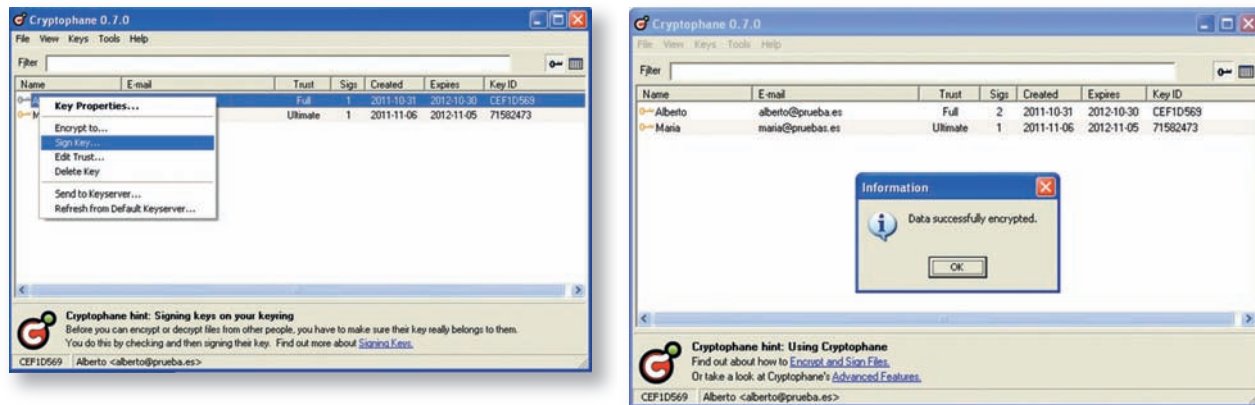 Cryptophane 0.7.0
File View Keys Tools Help
Filter
Name E-mail Trust Sigs Created Expires Key ID
A Full 1 2011-10-31 2012-10-30 CEF1D569
M Ultimate 1 2011-11-06 2012-11-05 71582473
Key Properties...
Encrypt to...
Sign Key...
Edit Trust...
Delete Key
Send to Keyserver...
Refresh from Default Keyserver...
Cryptophane hint: Signing keys on your keyring
Before you can encrypt or decrypt files from other people, you have to make sure their key really belongs to them.
You do this by checking and then signing their key. Find out more about Signing Keys.
CEF1D569 Alberto <alberto@prueba.es>
Cryptophane 0.7.0
File View Keys Tools Help
Filter
Name E-mail Trust Sigs Created Expires Key ID
Alberto alberto@prueba.es Full 2 2011-10-31 2012-10-30 CEF1D569
Maria maria@pruebas.es Ultimate 1 2011-11-06 2012-11-05 71582473
Information
Data successfully encrypted.
OK
Cryptophane hint: Using Cryptophane
Find out about how to Encrypt and Sign Files.
Or take a look at Cryptophane's Advanced Features.
CEF1D569 Alberto <alberto@prueba.es>